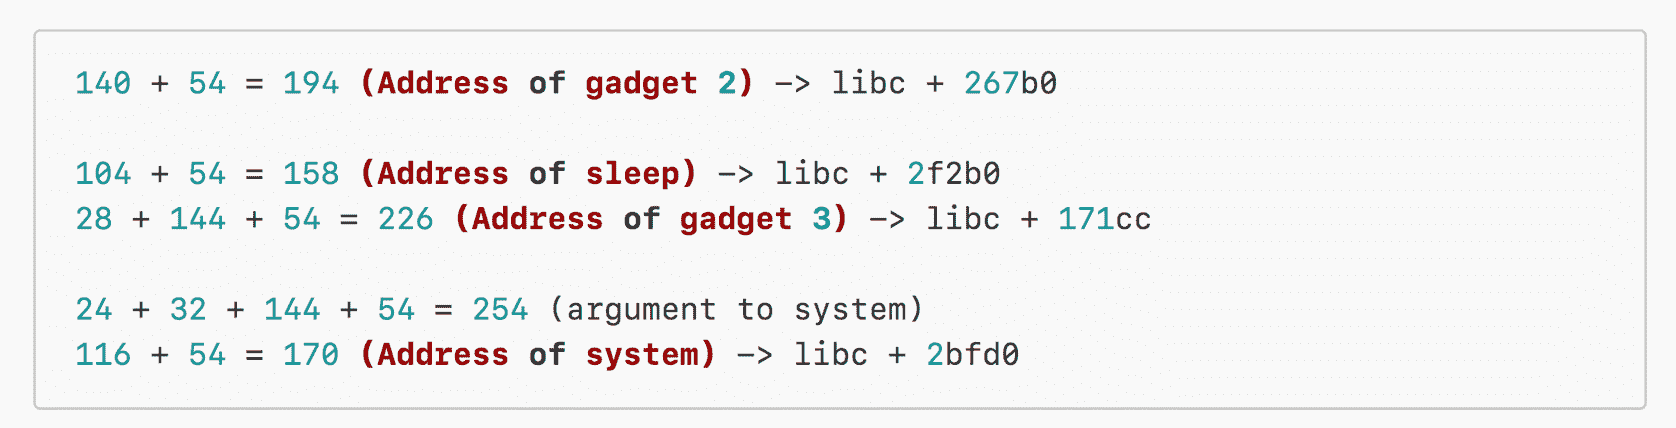 140 + 54 = 194 (Address of gadget 2) -> libc + 267b0
104 + 54 = 158 (Address of sleep) -> libc + 2f2b0
28 + 144 + 54 = 226 (Address of gadget 3) -> libc + 171cc
24 + 32 + 144 + 54 = 254 (argument to system)
116 + 54 = 170 (Address of system) -> libc + 2bfd0